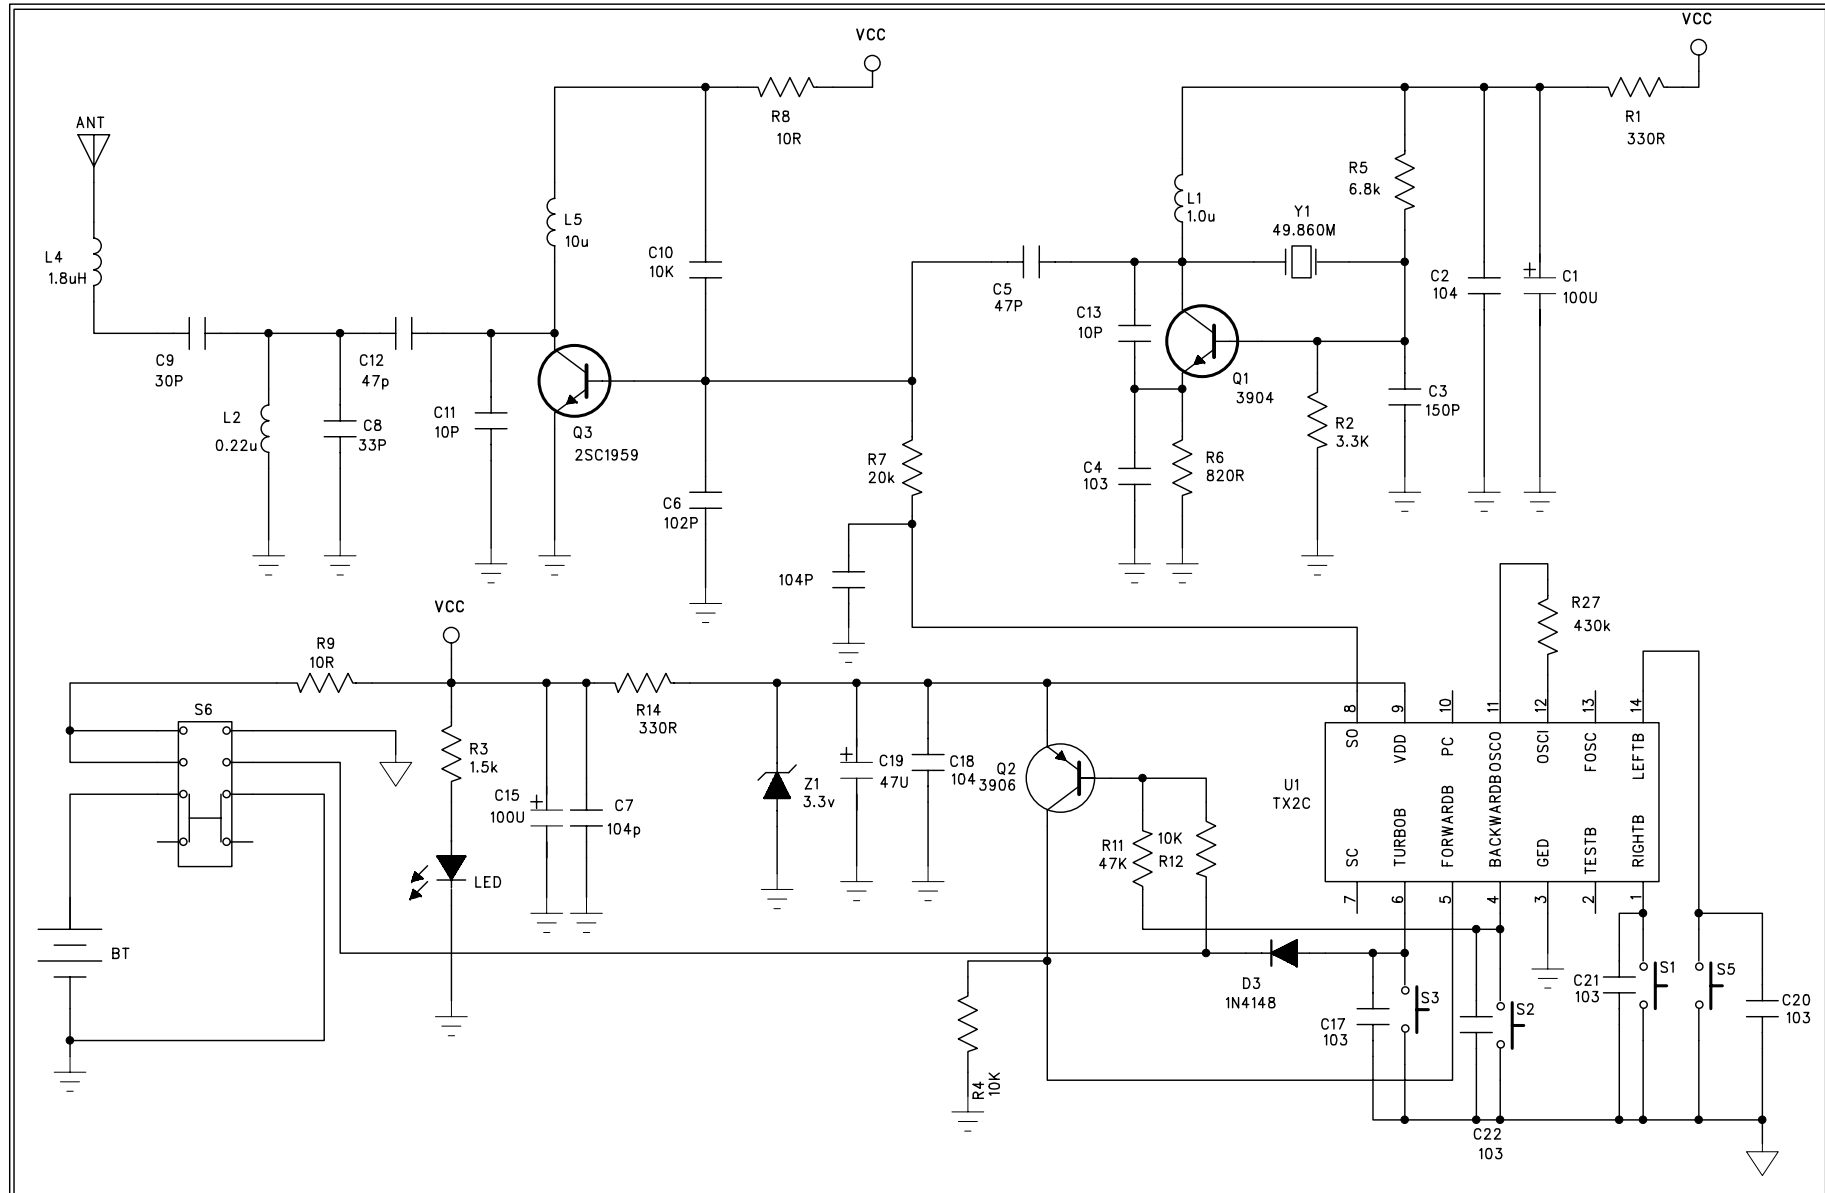 VCC
VCC
ANT
R8
10R
R1
330R
R5
6.8k
L1
1.0u
Y1
49.860M
L5
10u
L4
1.8uH
C10
10K
C5
47P
C2
104
C1
100U
+
C13
10P
C9
30P
C12
47p
Q1
3904
C3
150P
L2
0.22u
C8
33P
C11
10P
Q3
2SC1959
R2
3.3K
R7
20k
C4
103
R6
820R
C6
102P
104P
VCC
R27
430k
R9
10R
S6
R14
330R
R3
1.5k
C15
100U
+
C7
104p
Z1
3.3v
+
C19
47U
C18
104
Q2
3906
8 9 10 11 12 13 14
SO VDD PC BACKWARDBOSCO OSCI FOSC LEFTB
U1
TX2C
SC TURBOB FORWARDB GED TESTB RIGHTB
7 6 5 4 3 2 1
R11
47K
10K
R12
LED
BT
D3
1N4148
C17
103
S3
S2
C21
103
S1
S5
C20
103
R4
10K
C22
103